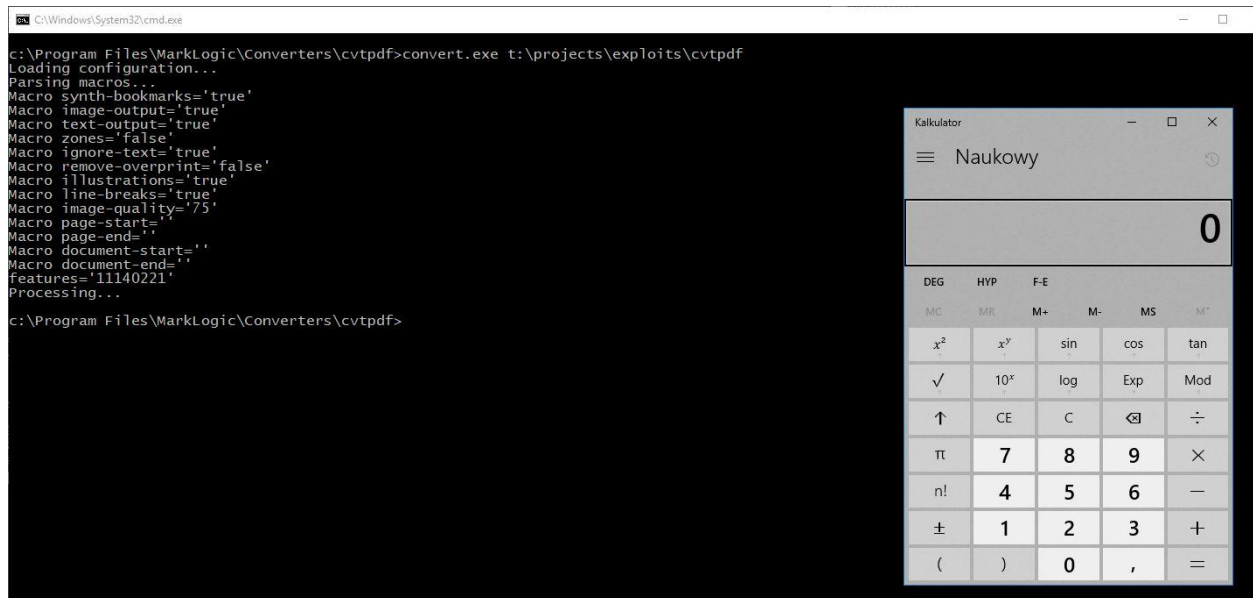 C:\Windows\System32\cmd.exe
c:\Program Files\MarkLogic\Converters\cvtpdf>convert.exe t:\projects\exploits\cvtpdf
Loading configuration...
Parsing macros...
Macro synth-bookmarks='true'
Macro image-output='true'
Macro text-output='true'
Macro zones='false'
Macro ignore-text='true'
Macro remove-overprint='false'
Macro illustrations='true'
Macro line-breaks='true'
Macro image-quality='75'
Macro page-start=''
Macro page-end=''
Macro document-start=''
Macro document-end=''
features='11140221'
Processing...
c:\Program Files\MarkLogic\Converters\cvtpdf>
Kalkulator
Naukowy
0
DEG HYP F-E
MC MR M+ M- MS M˅
x² xʸ sin cos tan
√ 10ˣ log Exp Mod
↑ CE C ⌫ ÷
π 7 8 9 ×
n! 4 5 6 −
± 1 2 3 +
( ) 0 , =